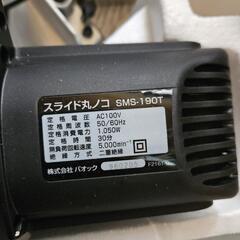 スライド丸ノコ SMS-190T
定格電圧 AC100V
定格周波数 50/60Hz
定格消費電力 1,050W
定格時間 30分
無負荷回転速度 5,000min⁻¹
絶縁方式 二重絶縁
株式会社 パオック